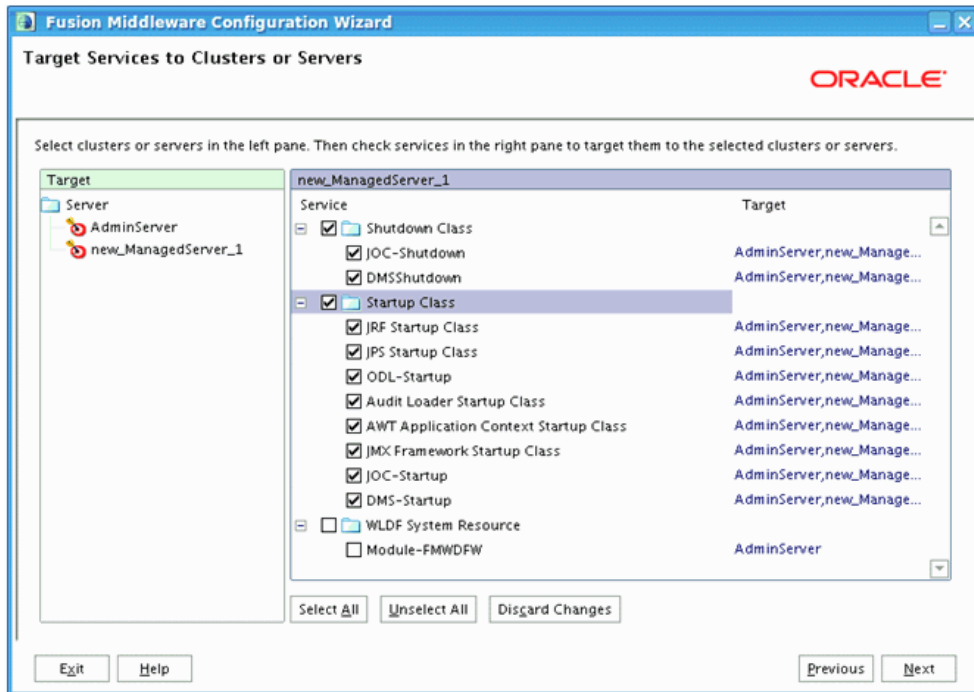 Fusion Middleware Configuration Wizard
Target Services to Clusters or Servers
ORACLE
Select clusters or servers in the left pane. Then check services in the right pane to target them to the selected clusters or servers.
Target
Server
AdminServer
new_ManagedServer_1
new_ManagedServer_1
Service Target
Shutdown Class
JOC-Shutdown AdminServer,new_Manage...
DMSShutdown AdminServer,new_Manage...
Startup Class
JRF Startup Class AdminServer,new_Manage...
JPS Startup Class AdminServer,new_Manage...
ODL-Startup AdminServer,new_Manage...
Audit Loader Startup Class AdminServer,new_Manage...
AWT Application Context Startup Class AdminServer,new_Manage...
JMX Framework Startup Class AdminServer,new_Manage...
JOC-Startup AdminServer,new_Manage...
DMS-Startup AdminServer,new_Manage...
WLDF System Resource
Module-FMWDFW AdminServer
Select All Unselect All Discard Changes
Exit Help Previous Next